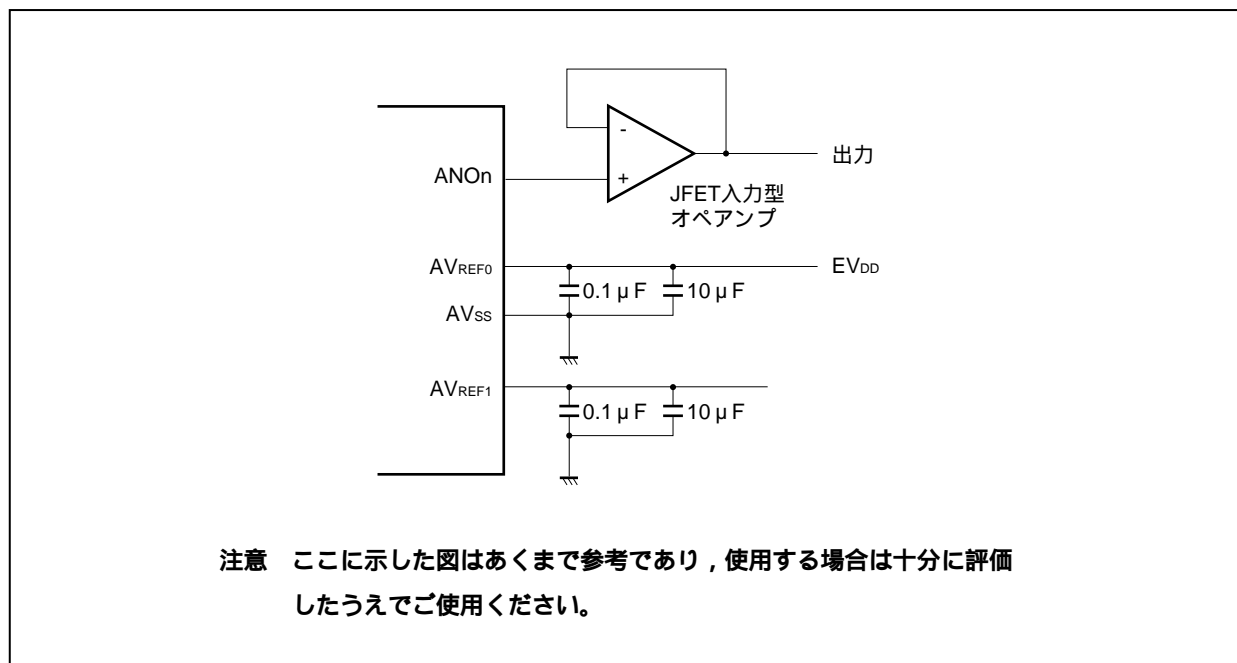 -
出力
ANOn
+
JFET入力型
オペアンプ
AVREF0
EVDD
0.1 μ F
10 μ F
AVSS
AVREF1
0.1 μ F
10 μ F
注意 ここに示した図はあくまで参考であり，使用する場合は十分に評価
したうえでご使用ください。